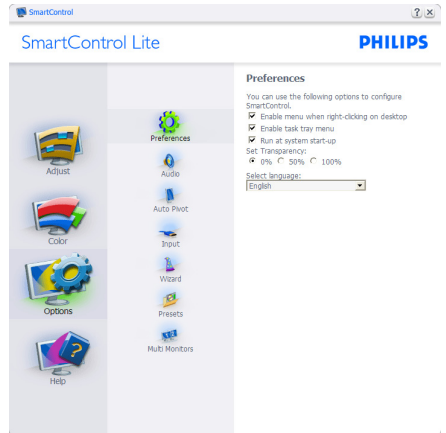 SmartControl
SmartControl Lite
PHILIPS
Adjust
Color
Options
Help
Preferences
Audio
Auto Pivot
Input
Wizard
Presets
Multi Monitors
Preferences
You can use the following options to configure
SmartControl.
Enable menu when right-clicking on desktop
Enable task tray menu
Run at system start-up
Set Transparency:
0% 50% 100%
Select language:
English